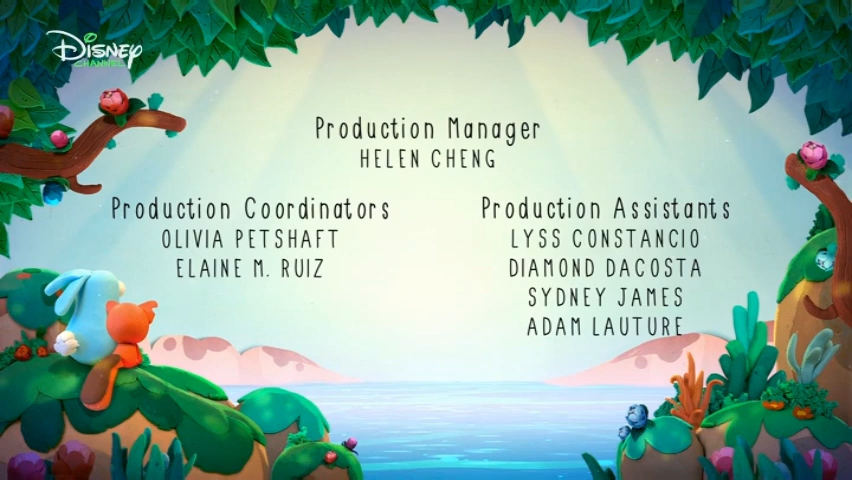 DISNEY
CHANNEL
Production Manager
HELEN CHENG
Production Coordinators
OLIVIA PETSHAFT
ELAINE M. RUIZ
Production Assistants
LYSS CONSTANCIO
DIAMOND DACOSTA
SYDNEY JAMES
ADAM LAUTURE